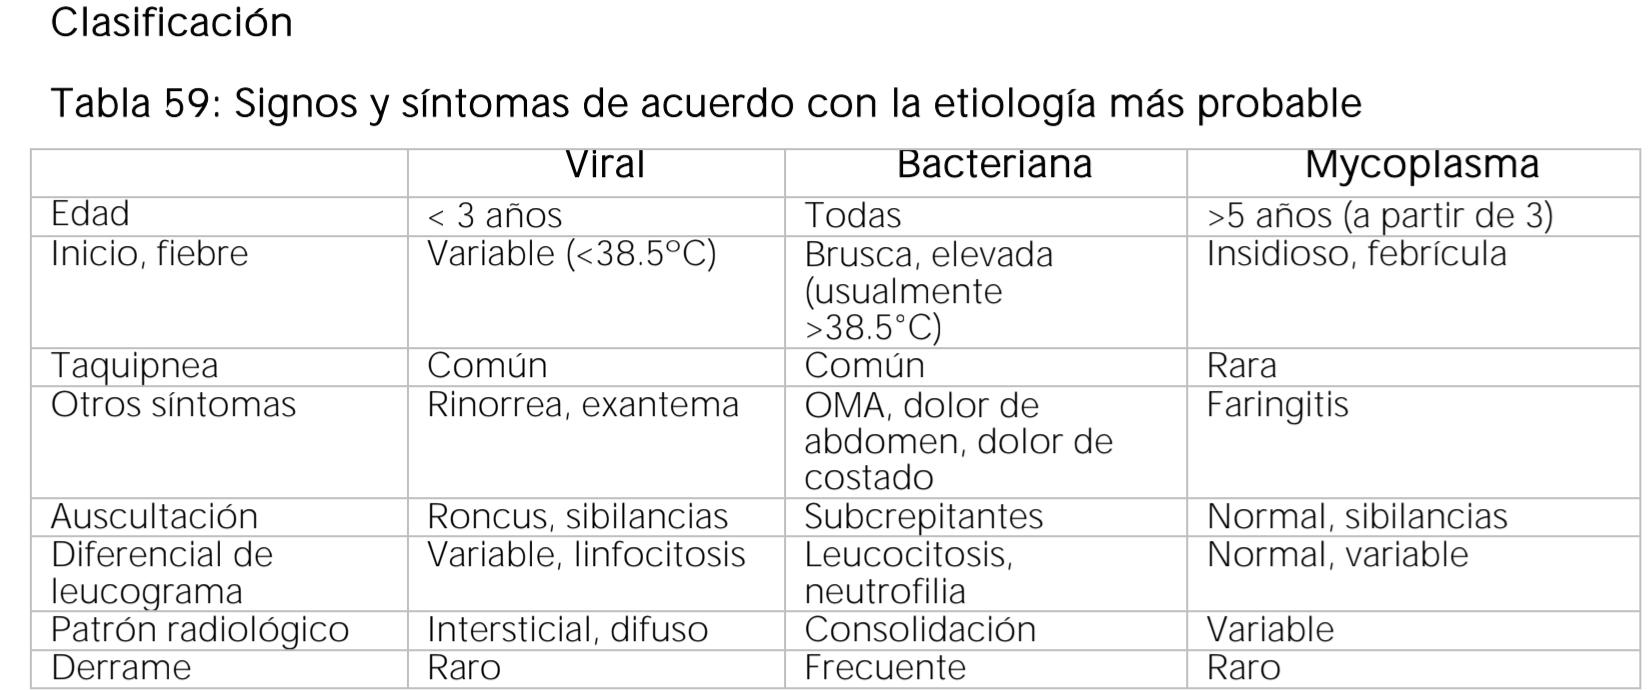 Clasificación
Tabla 59: Signos y síntomas de acuerdo con la etiología más probable
Viral Bacteriana Mycoplasma
Edad < 3 años Todas >5 años (a partir de 3)
Inicio, fiebre Variable (<38.5ºC) Brusca, elevada Insidioso, febrícula
(usualmente
>38.5°C)
Taquipnea Común Común Rara
Otros síntomas Rinorrea, exantema OMA, dolor de Faringitis
abdomen, dolor de
costado
Auscultación Roncus, sibilancias Subcrepitantes Normal, sibilancias
Diferencial de Variable, linfocitosis Leucocitosis, Normal, variable
leucograma neutrofilia
Patrón radiológico Intersticial, difuso Consolidación Variable
Derrame Raro Frecuente Raro